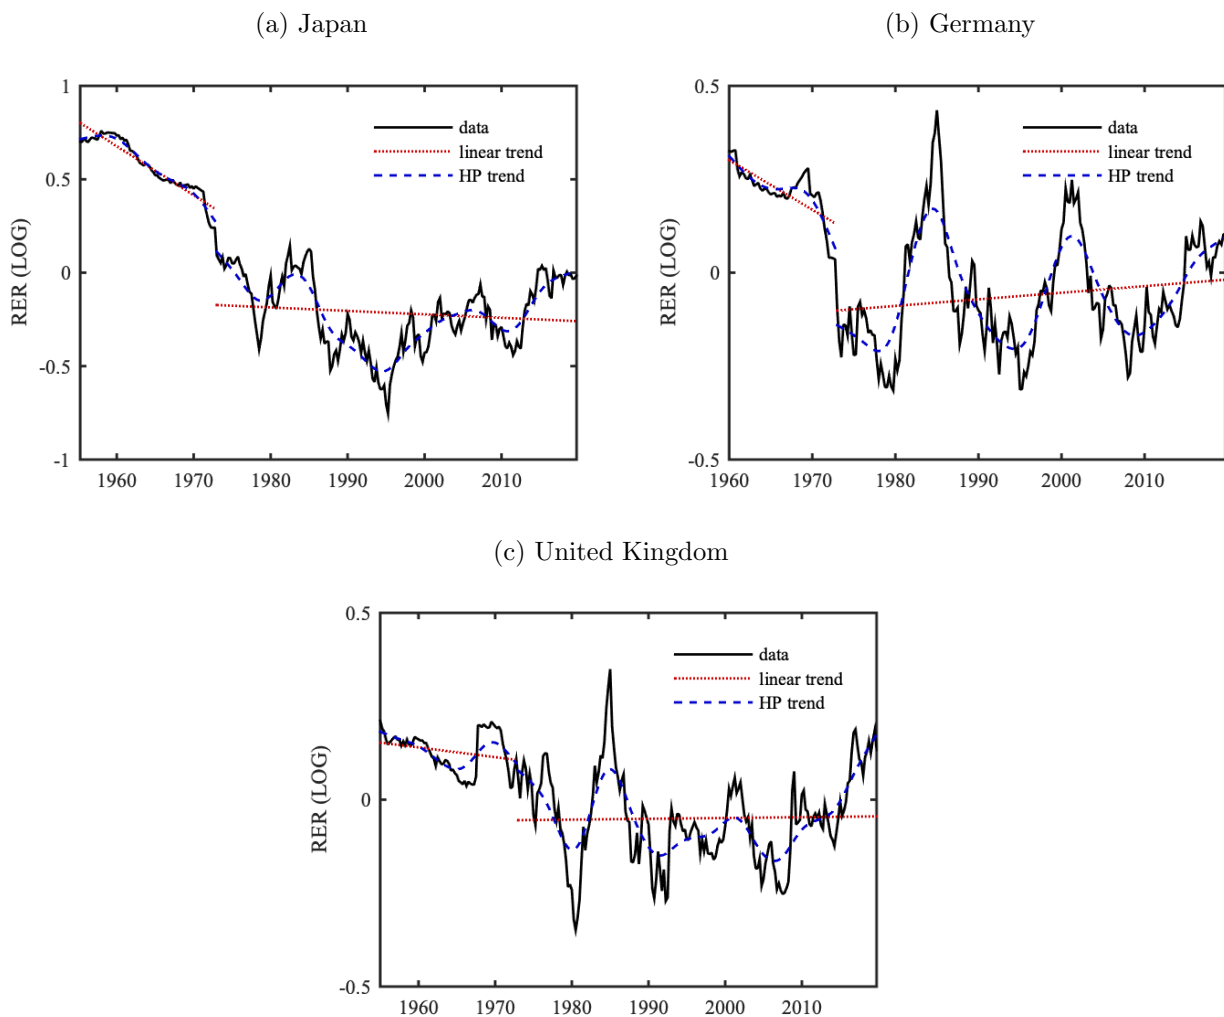 (a) Japan
RER (LOG)
1
0.5
0
-0.5
-1
data
linear trend
HP trend
1960 1970 1980 1990 2000 2010
(b) Germany
RER (LOG)
0.5
0
-0.5
data
linear trend
HP trend
1960 1970 1980 1990 2000 2010
(c) United Kingdom
RER (LOG)
0.5
0
-0.5
data
linear trend
HP trend
1960 1970 1980 1990 2000 2010